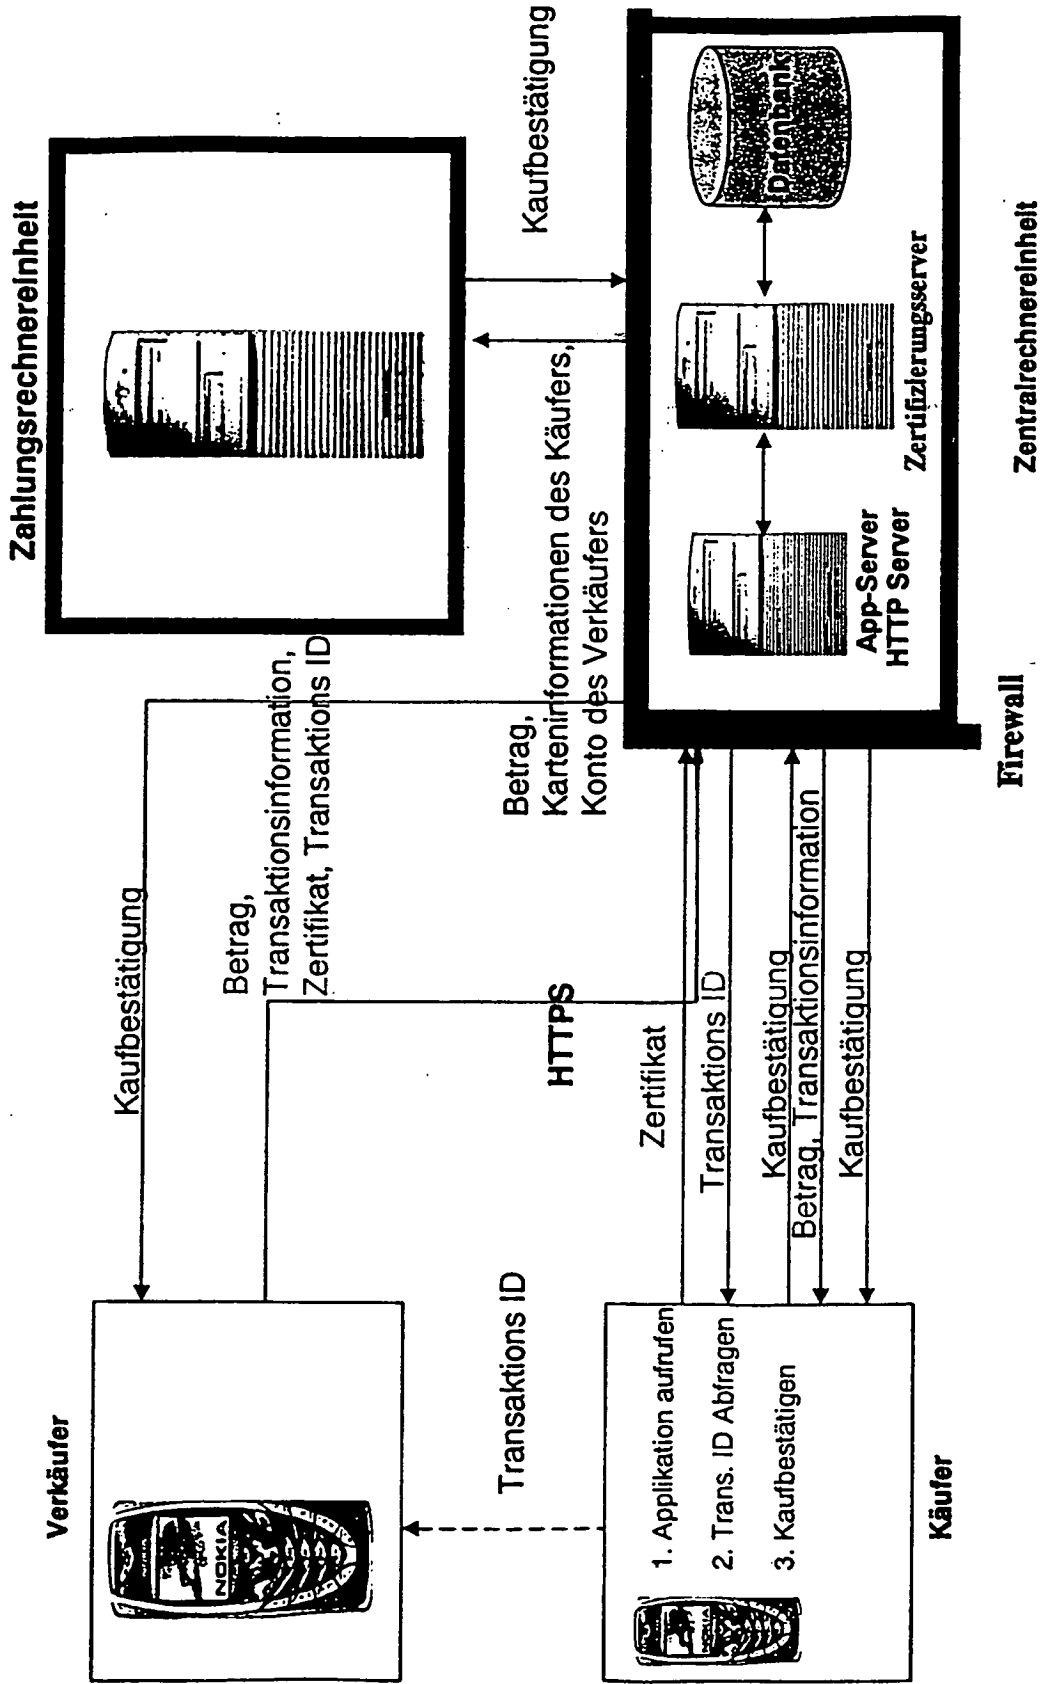 Verkäufer
NOKIA
Kaufbestätigung
Betrag,
Transaktionsinformation,
Zertifikat, Transaktions ID
Zahlungsrechnereinheit
Transaktions ID
HTTPS
Betrag,
Karteninformationen des Käufers,
Konto des Verkäufers
Kaufbestätigung
NOKIA
1. Applikation aufrufen
2. Trans. ID Abfragen
3. Kaufbestätigen
Käufer
Zertifikat
Transaktions ID
Kaufbestätigung
Betrag, Transaktionsinformation
Kaufbestätigung
App-Server
HTTP Server
Zertifizierungsserver
Datenbank
Firewall
Zentralrechnereinheit